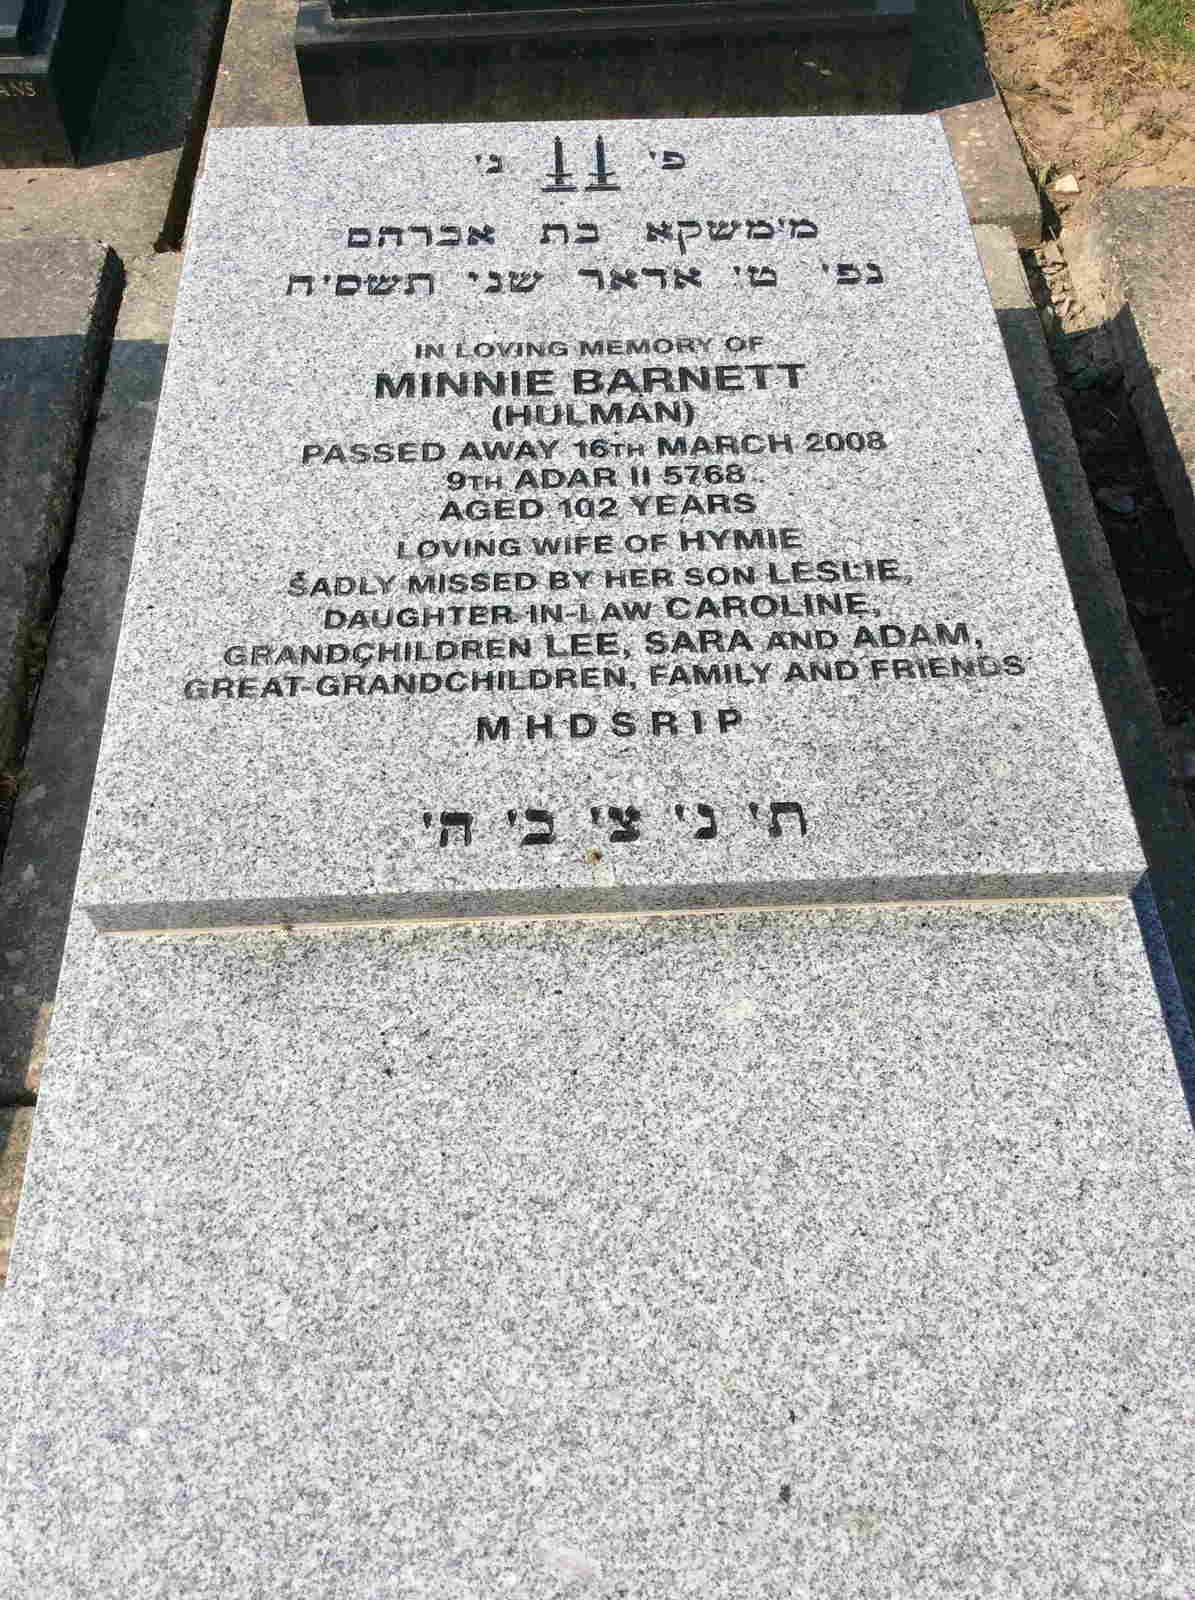 ANS
פ׳ נ׳
מימשקא בת אברהם
נפ׳ ט׳ אדאר שני תשס׳ח
IN LOVING MEMORY OF
MINNIE BARNETT
(HULMAN)
PASSED AWAY 16TH MARCH 2008
9TH ADAR II 5768
AGED 102 YEARS
LOVING WIFE OF HYMIE
SADLY MISSED BY HER SON LESLIE,
DAUGHTER-IN-LAW CAROLINE,
GRANDCHILDREN LEE, SARA AND ADAM,
GREAT-GRANDCHILDREN, FAMILY AND FRIENDS
M H D S R I P
ת׳ נ׳ צ׳ ב׳ ה׳